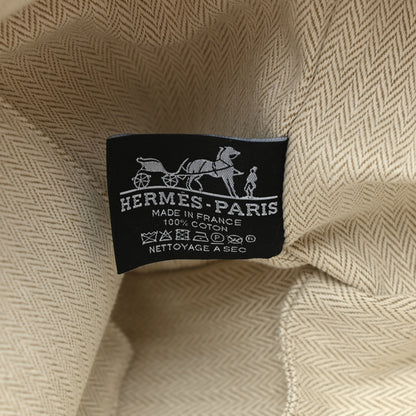 HERMES-PARIS
MADE IN FRANCE
100% COTON
NETTOYAGE A SEC